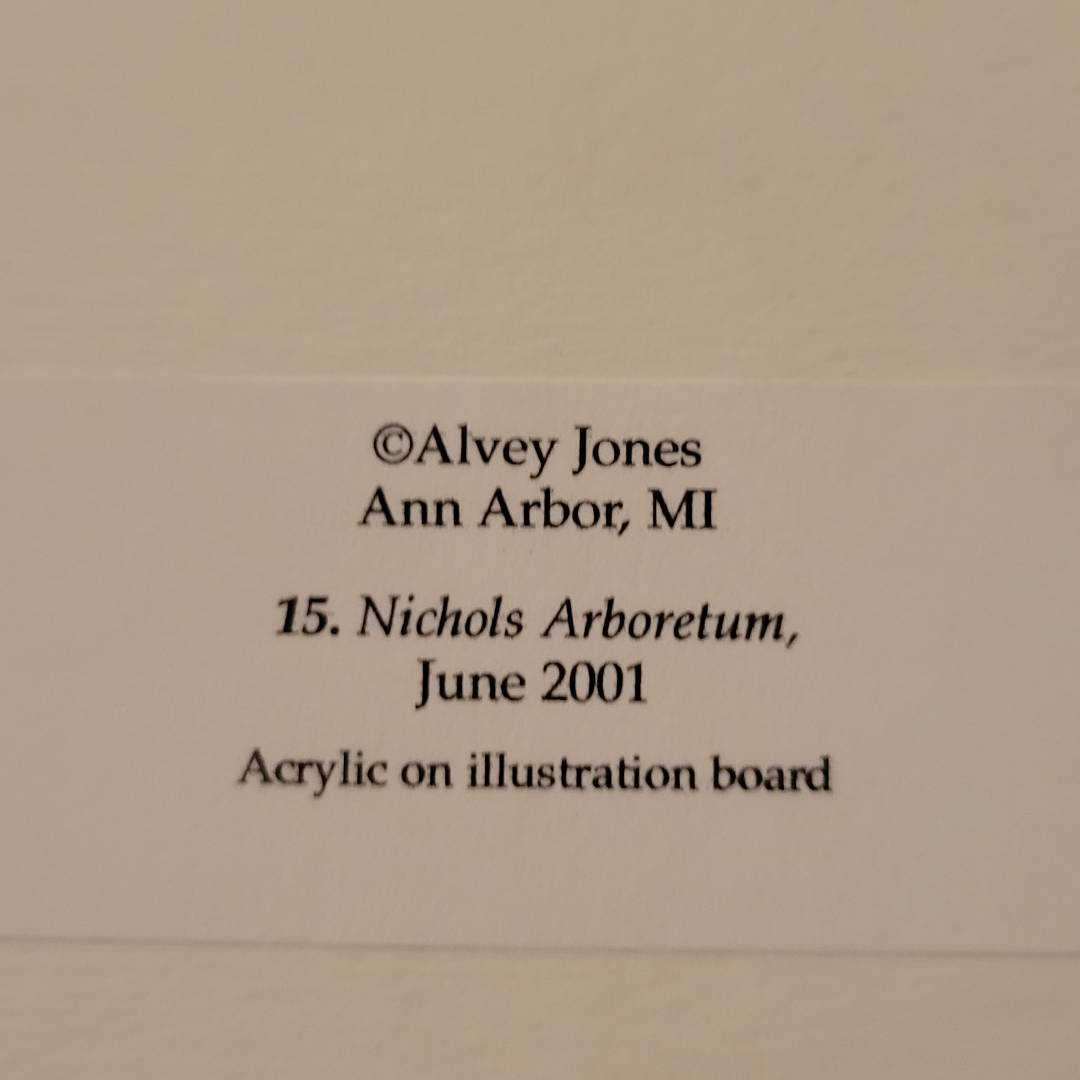 ©Alvey Jones
Ann Arbor, MI
15. Nichols Arboretum,
June 2001
Acrylic on illustration board